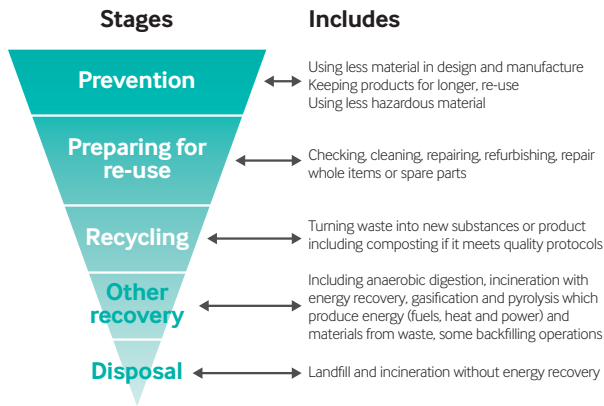 Stages
Includes
Prevention
Using less material in design and manufacture
Keeping products for longer, re-use
Using less hazardous material
Preparing for
re-use
Checking, cleaning, repairing, refurbishing, repair
whole items or spare parts
Recycling
Turning waste into new substances or product
including composting if it meets quality protocols
Other
recovery
Including anaerobic digestion, incineration with
energy recovery, gasification and pyrolysis which
produce energy (fuels, heat and power) and
materials from waste, some backfilling operations
Disposal
Landfill and incineration without energy recovery